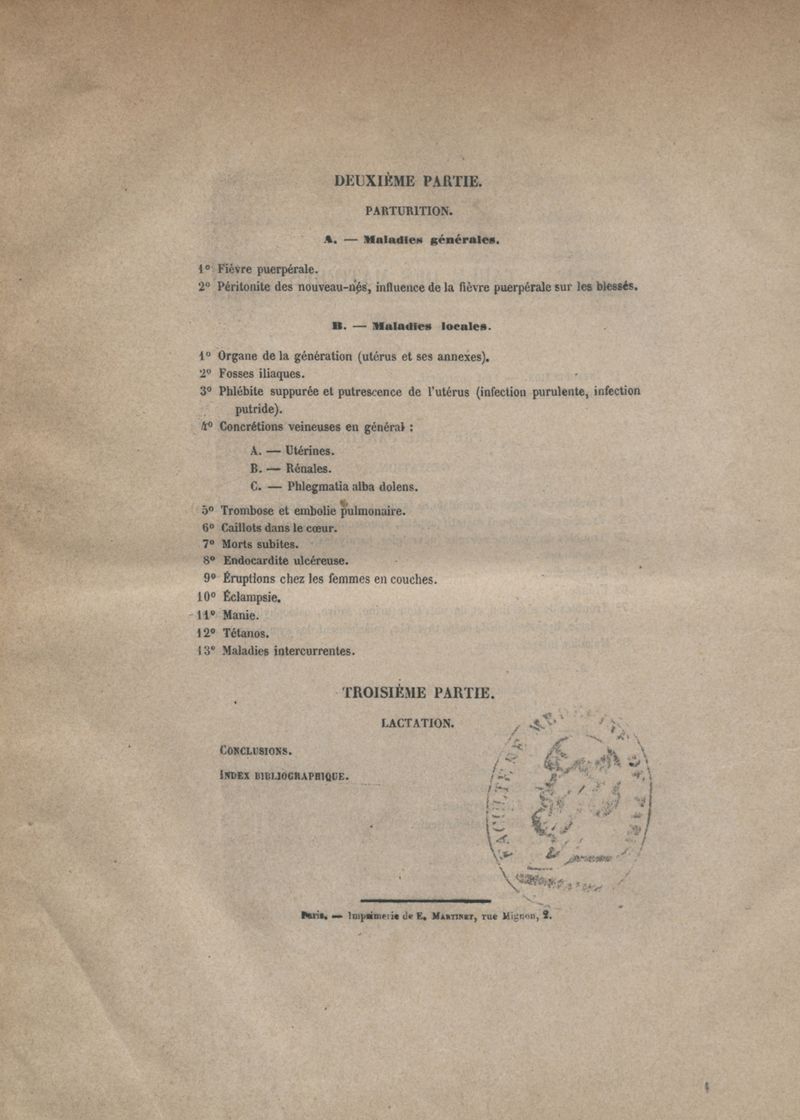 DEUXIÈME PARTIE.
PARTURITION.
A. — Maladies générales.
1° Fièvre puerpérale.
2° Péritonite des nouveau-nés, influence de la fièvre puerpérale sur les blessés.
B. — Maladies locales.
1° Organe de la génération (utérus et ses annexes).
2° Fosses iliaques.
3° Phlébite suppurée et putrescence de l'utérus (infection purulente, infection
putride).
4° Concrétions veineuses en général :
A. — Utérines.
B. — Rénales.
C. — Phlegmatia alba dolens.
5° Trombose et embolie pulmonaire.
6° Caillots dans le cœur.
7° Morts subites.
8° Endocardite ulcéreuse.
9° Éruptions chez les femmes en couches.
10° Éclampsie.
11° Manie.
12° Tétanos.
13° Maladies intercurrentes.
TROISIÈME PARTIE.
LACTATION.
CONCLUSIONS.
INDEX BIBLIOGRAPHIQUE.
FACULTÉ DE
Paris. — Imprimerie de E. MARTINET, rue Mignon, 2.